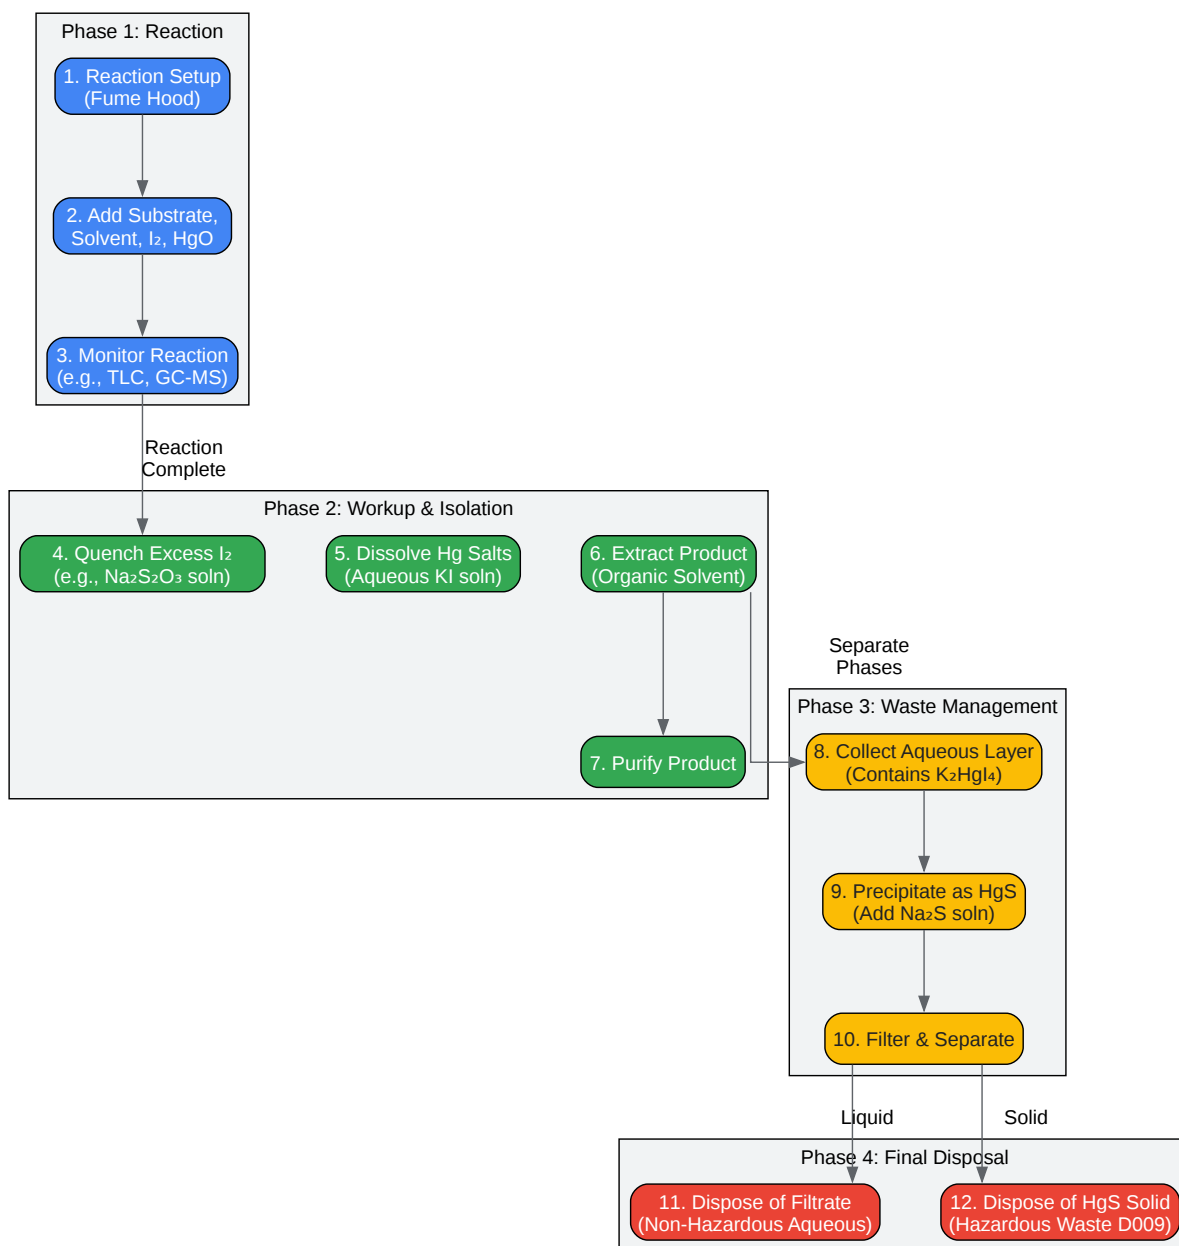 Phase 1: Reaction
1. Reaction Setup
(Fume Hood)
2. Add Substrate,
Solvent, I₂, HgO
3. Monitor Reaction
(e.g., TLC, GC-MS)
Reaction
Complete
Phase 2: Workup & Isolation
4. Quench Excess I₂
(e.g., Na₂S₂O₃ soln)
5. Dissolve Hg Salts
(Aqueous KI soln)
6. Extract Product
(Organic Solvent)
7. Purify Product
Separate
Phases
Phase 3: Waste Management
8. Collect Aqueous Layer
(Contains K₂HgI₄)
9. Precipitate as HgS
(Add Na₂S soln)
10. Filter & Separate
Liquid
Solid
Phase 4: Final Disposal
11. Dispose of Filtrate
(Non-Hazardous Aqueous)
12. Dispose of HgS Solid
(Hazardous Waste D009)